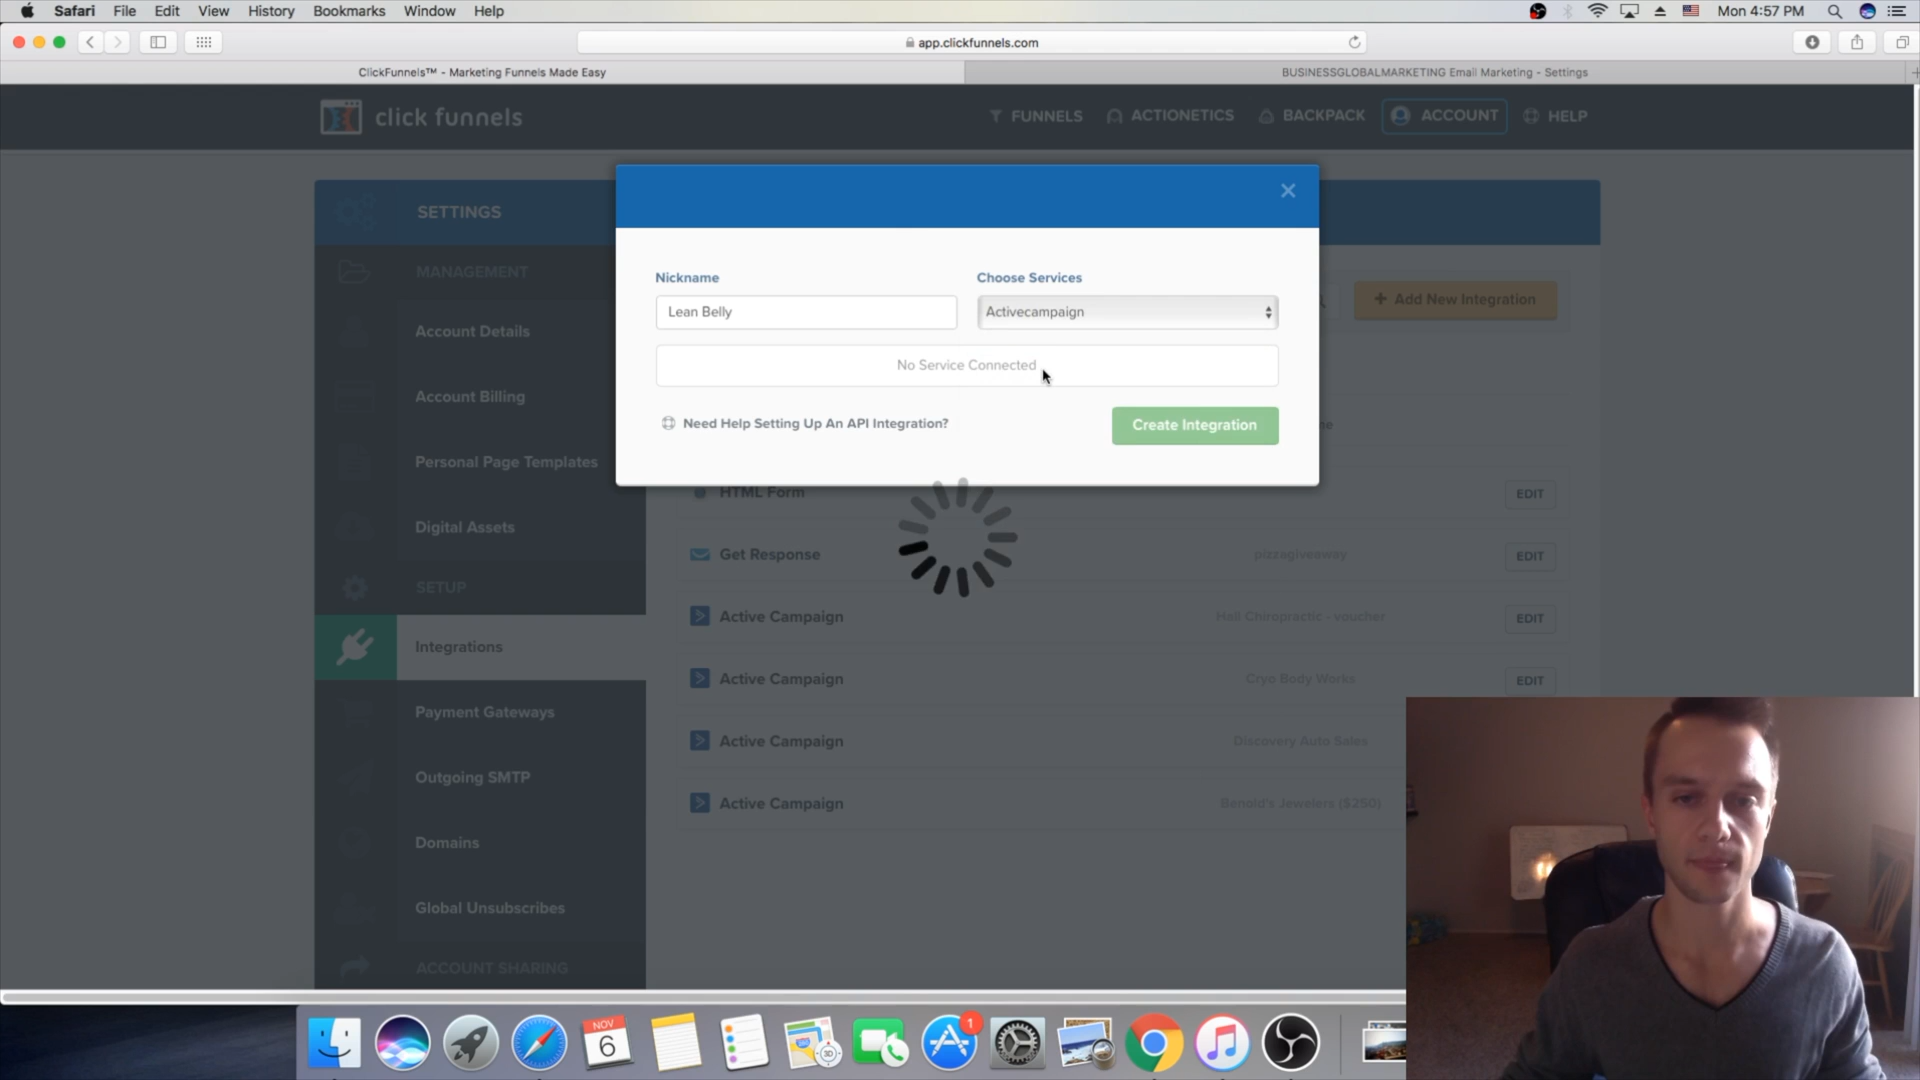 Safari File Edit View History Bookmarks Window Help
Mon 4:57 PM
app.clickfunnels.com
ClickFunnels™ - Marketing Funnels Made Easy
BUSINESSGLOBALMARKETING Email Marketing - Settings
click funnels
FUNNELS
ACTIONETICS
BACKPACK
ACCOUNT
HELP
SETTINGS
MANAGEMENT
Account Details
Account Billing
Personal Page Templates
Digital Assets
SETUP
Integrations
Payment Gateways
Outgoing SMTP
Domains
Global Unsubscribes
ACCOUNT SHARING
Nickname
Choose Services
Lean Belly
Activecampaign
No Service Connected
Need Help Setting Up An API Integration?
Create Integration
+ Add New Integration
me
HTML Form
EDIT
Get Response
pizzagiveaway
EDIT
Active Campaign
Hall Chiropractic - voucher
EDIT
Active Campaign
Cryo Body Works
EDIT
Active Campaign
Discovery Auto Sales
Active Campaign
Benold's Jewelers ($250)
NOV
6
3D
1